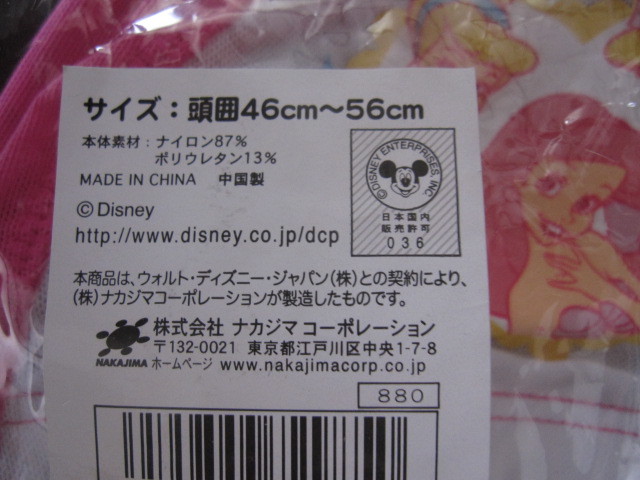 サイズ：頭囲46cm～56cm
本体素材：ナイロン87%
ポリウレタン13%
MADE IN CHINA 中国製
©Disney
http://www.disney.co.jp/dcp
©DISNEY ENTERPRISES INC
日本国内
販売許可
036
本商品は、ウォルト・ディズニー・ジャパン(株)との契約により、
(株)ナカジマコーポレーションが製造したものです。
NAKAJIMA
株式会社 ナカジマ コーポレーション
〒132-0021 東京都江戸川区中央1-7-8
ホームページ www.nakajimacorp.co.jp
880